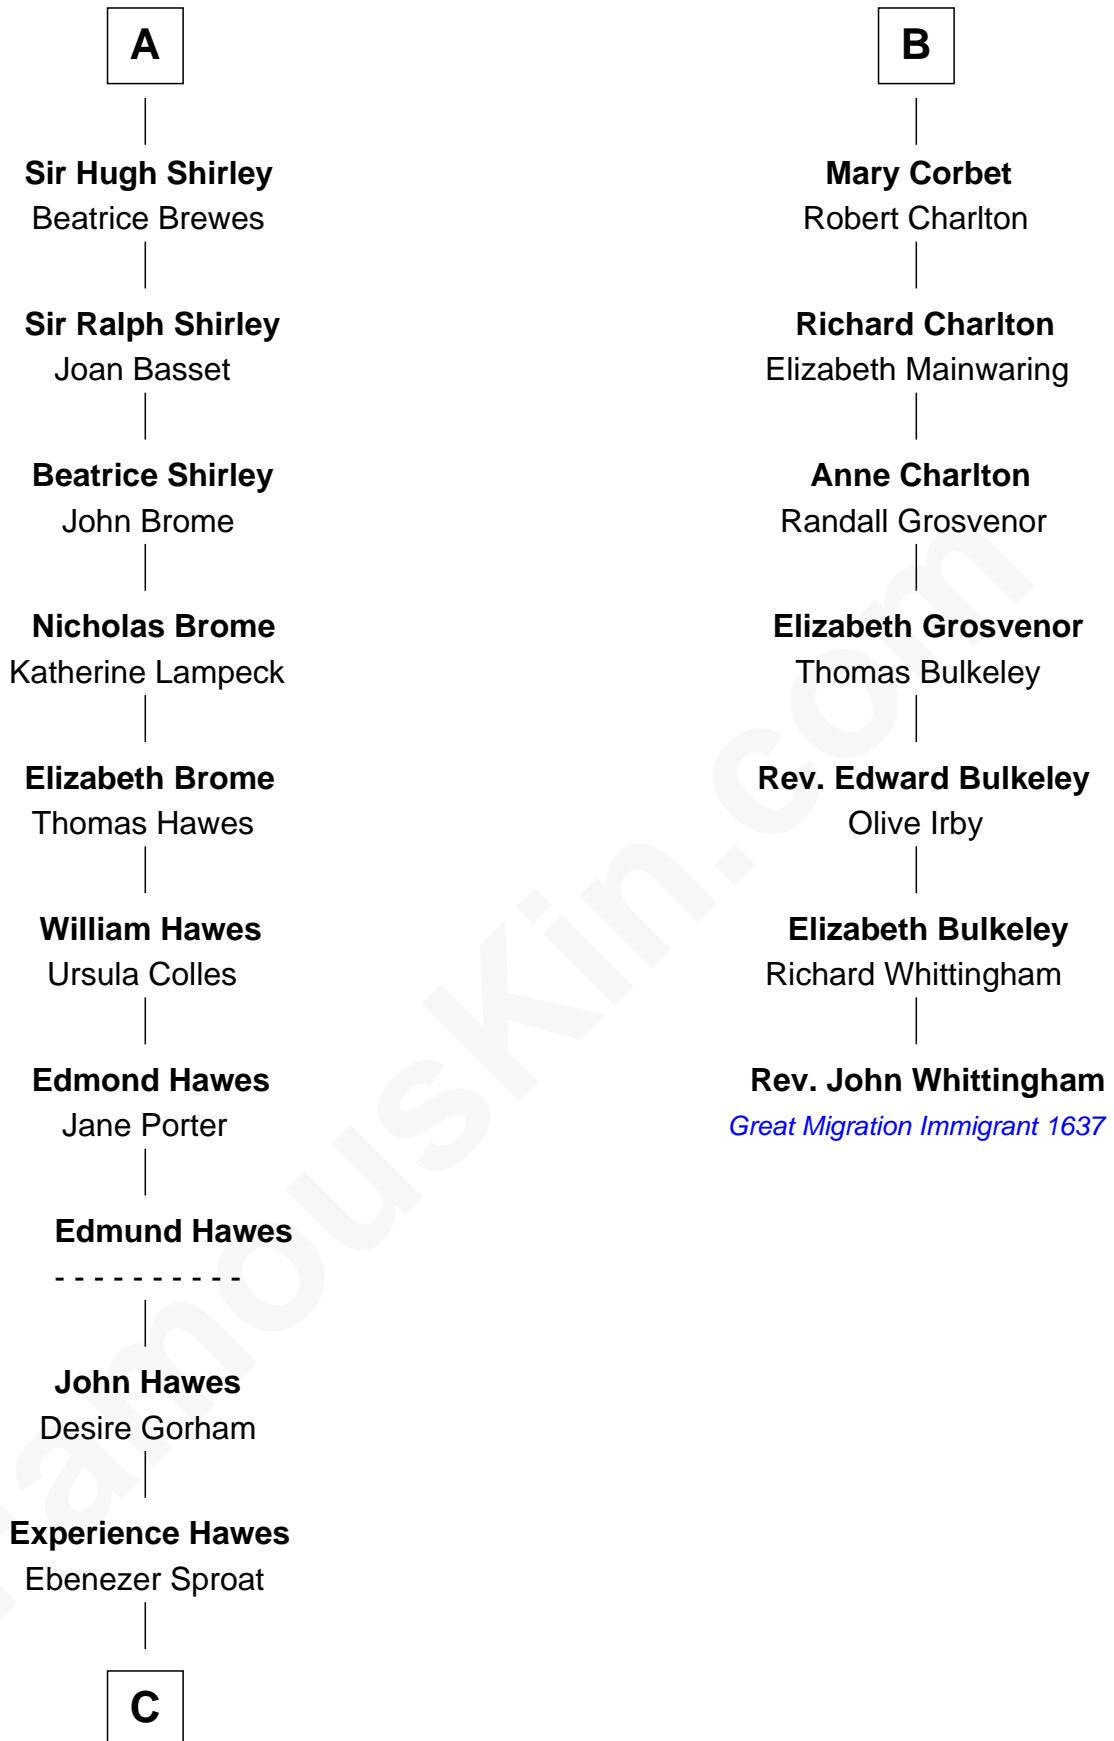 A
Sir Hugh Shirley
Beatrice Brewes
Sir Ralph Shirley
Joan Basset
Beatrice Shirley
John Brome
Nicholas Brome
Katherine Lampeck
Elizabeth Brome
Thomas Hawes
William Hawes
Ursula Colles
Edmond Hawes
Jane Porter
Edmund Hawes
- - - - - - - - - -
John Hawes
Desire Gorham
Experience Hawes
Ebenezer Sproat
C
B
Mary Corbet
Robert Charlton
Richard Charlton
Elizabeth Mainwaring
Anne Charlton
Randall Grosvenor
Elizabeth Grosvenor
Thomas Bulkeley
Rev. Edward Bulkeley
Olive Irby
Elizabeth Bulkeley
Richard Whittingham
Rev. John Whittingham
Great Migration Immigrant 1637
FamousKin.com